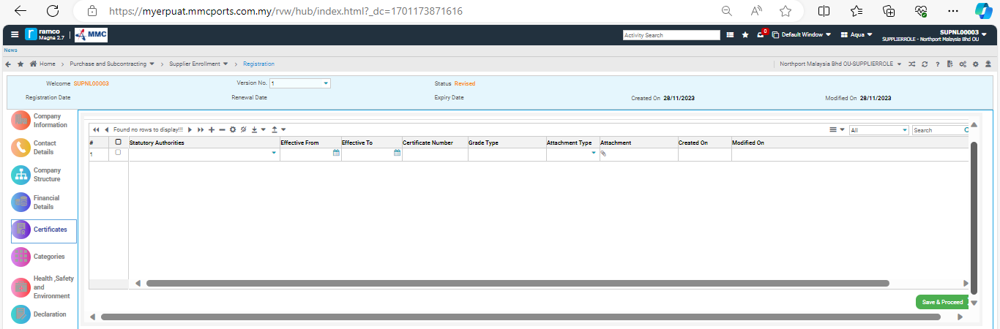 https://myerpuat.mmcports.com.my/rvw/hub/index.html?_dc=1701173871616
ramco
Magna 2.7
MMC
Activity Search
0
Default Window
Aqua
SUPNL00003
SUPPLIERROLE - Northport Malaysia Bhd OU
News
Home
Purchase and Subcontracting
Supplier Enrollment
Registration
Northport Malaysia Bhd OU-SUPPLIERROLE
Welcome SUPNL00003
Version No. 1
Status Revised
Registration Date
Renewal Date
Expiry Date
Created On 28/11/2023
Modified On 28/11/2023
Company
Information
Contact
Details
Company
Structure
Financial
Details
Certificates
Categories
Health ,Safety
and
Environment
Declaration
Found no rows to display!!!
All
Search
# Statutory Authorities Effective From Effective To Certificate Number Grade Type Attachment Type Attachment Created On Modified On
1
Save & Proceed